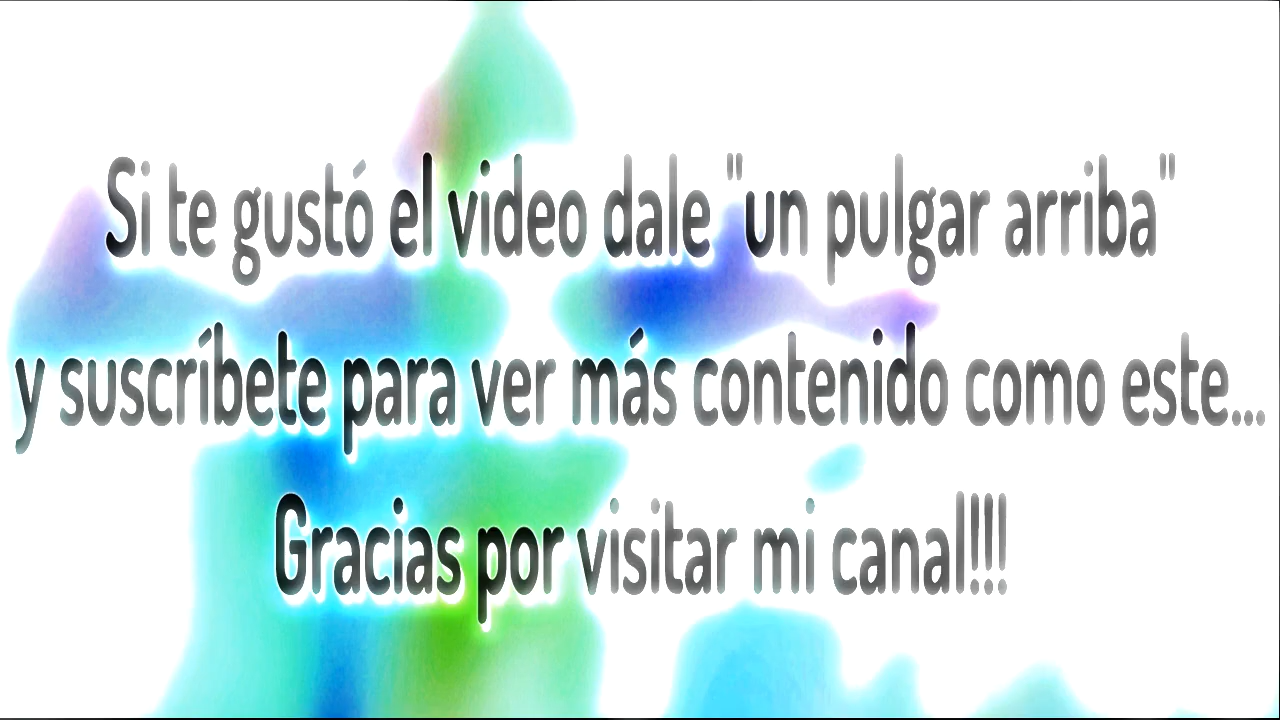 Si te gustó el video dale "un pulgar arriba"
y suscríbete para ver más contenido como este...
Gracias por visitar mi canal!!!